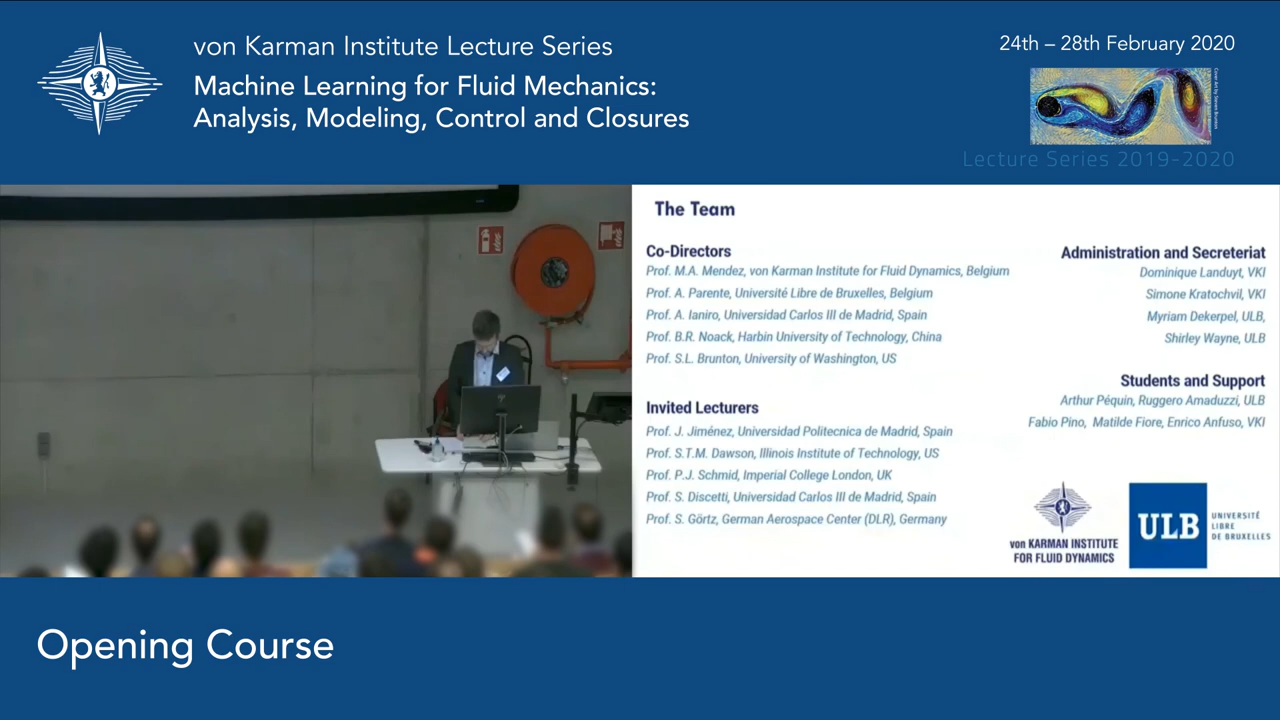 von Karman Institute Lecture Series
Machine Learning for Fluid Mechanics:
Analysis, Modeling, Control and Closures
24th – 28th February 2020
Cover Art by Steven Brunton
Lecture Series 2019-2020
The Team
Co-Directors
Prof. M.A. Mendez, von Karman Institute for Fluid Dynamics, Belgium
Prof. A. Parente, Université Libre de Bruxelles, Belgium
Prof. A. Ianiro, Universidad Carlos III de Madrid, Spain
Prof. B.R. Noack, Harbin University of Technology, China
Prof. S.L. Brunton, University of Washington, US
Invited Lecturers
Prof. J. Jiménez, Universidad Politecnica de Madrid, Spain
Prof. S.T.M. Dawson, Illinois Institute of Technology, US
Prof. P.J. Schmid, Imperial College London, UK
Prof. S. Discetti, Universidad Carlos III de Madrid, Spain
Prof. S. Görtz, German Aerospace Center (DLR), Germany
Administration and Secreteriat
Dominique Landuyt, VKI
Simone Kratochvil, VKI
Myriam Dekerpel, ULB,
Shirley Wayne, ULB
Students and Support
Arthur Péquin, Ruggero Amaduzzi, ULB
Fabio Pino, Matilde Fiore, Enrico Anfuso, VKI
von KARMAN INSTITUTE
FOR FLUID DYNAMICS
ULB
UNIVERSITÉ
LIBRE
DE BRUXELLES
Opening Course